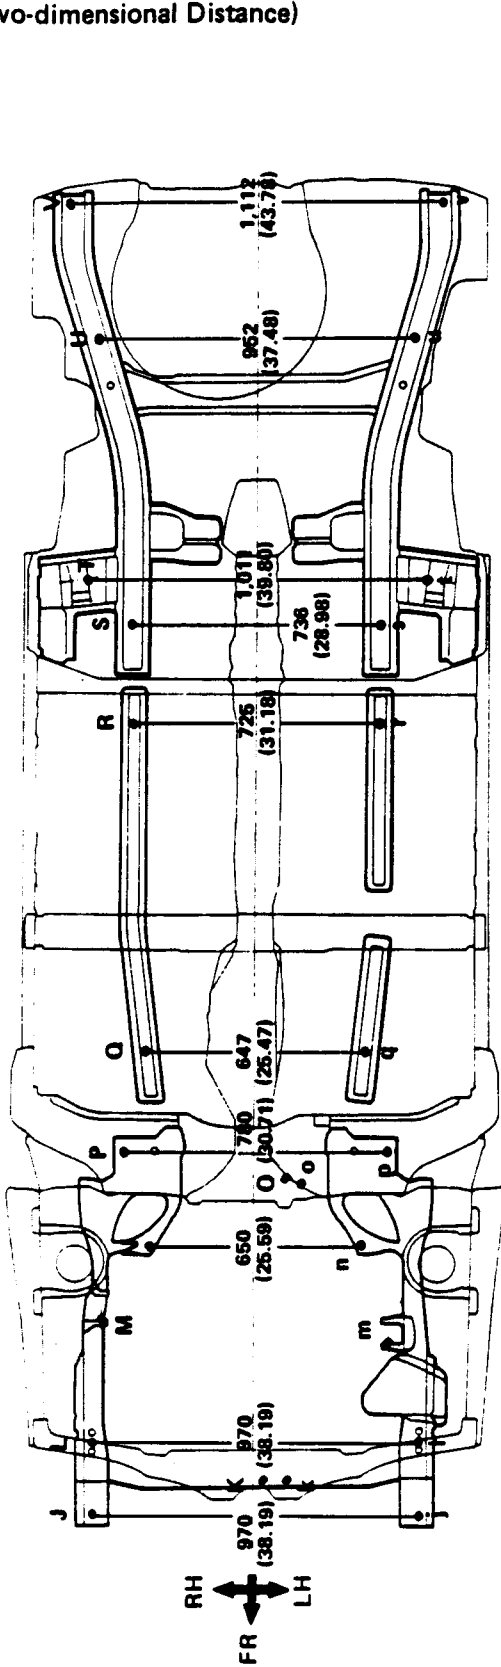 wo-dimensional Distance)
V
1,112
(43.78)
v
U
952
(37.48)
u
T
1,011
(39.80)
t
S
736
(28.98)
s
R
725
(31.18)
r
Q
647
(25.47)
q
P
780
(30.71)
p
O
o
650
(25.59)
n
M
m
970
(38.19)
K
J
970
(38.19)
j
RH
FR
LH